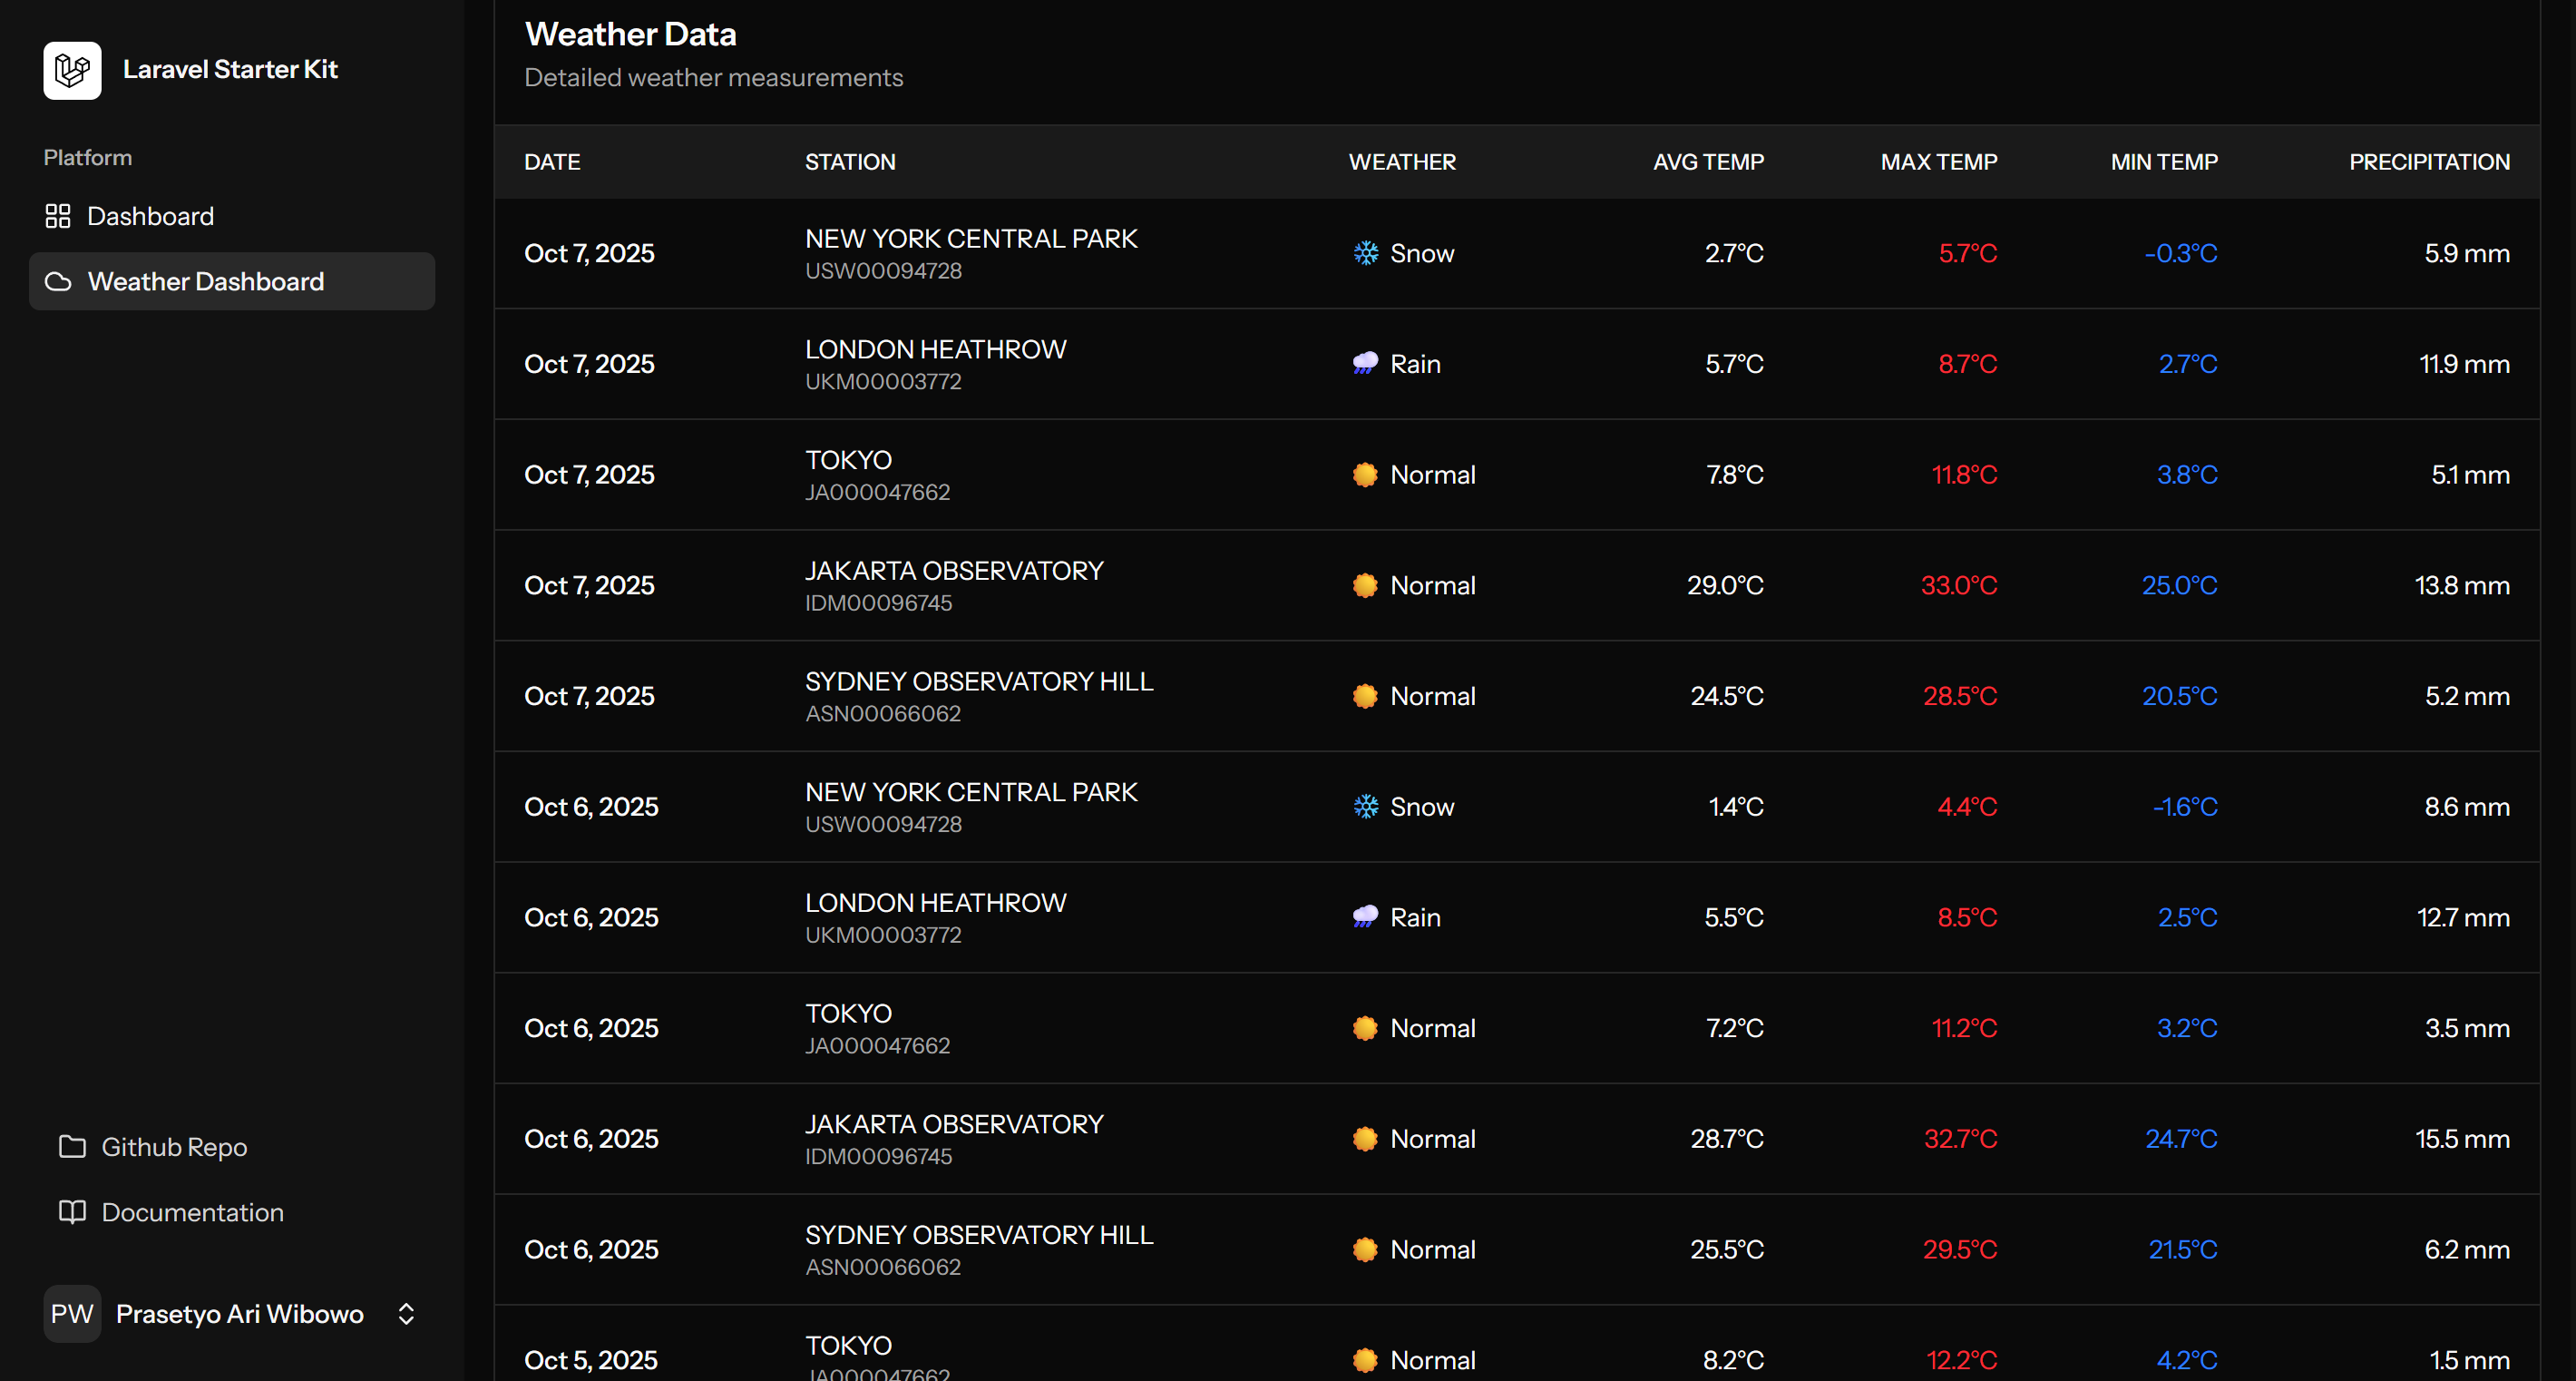 Laravel Starter Kit
Platform
Dashboard
Weather Dashboard
Github Repo
Documentation
PW Prasetyo Ari Wibowo
Weather Data
Detailed weather measurements
DATE STATION WEATHER AVG TEMP MAX TEMP MIN TEMP PRECIPITATION
Oct 7, 2025 NEW YORK CENTRAL PARK Snow 2.7°C 5.7°C -0.3°C 5.9 mm
USW00094728
Oct 7, 2025 LONDON HEATHROW Rain 5.7°C 8.7°C 2.7°C 11.9 mm
UKM00003772
Oct 7, 2025 TOKYO Normal 7.8°C 11.8°C 3.8°C 5.1 mm
JA000047662
Oct 7, 2025 JAKARTA OBSERVATORY Normal 29.0°C 33.0°C 25.0°C 13.8 mm
IDM00096745
Oct 7, 2025 SYDNEY OBSERVATORY HILL Normal 24.5°C 28.5°C 20.5°C 5.2 mm
ASN00066062
Oct 6, 2025 NEW YORK CENTRAL PARK Snow 1.4°C 4.4°C -1.6°C 8.6 mm
USW00094728
Oct 6, 2025 LONDON HEATHROW Rain 5.5°C 8.5°C 2.5°C 12.7 mm
UKM00003772
Oct 6, 2025 TOKYO Normal 7.2°C 11.2°C 3.2°C 3.5 mm
JA000047662
Oct 6, 2025 JAKARTA OBSERVATORY Normal 28.7°C 32.7°C 24.7°C 15.5 mm
IDM00096745
Oct 6, 2025 SYDNEY OBSERVATORY HILL Normal 25.5°C 29.5°C 21.5°C 6.2 mm
ASN00066062
Oct 5, 2025 TOKYO Normal 8.2°C 12.2°C 4.2°C 1.5 mm
JA000047662